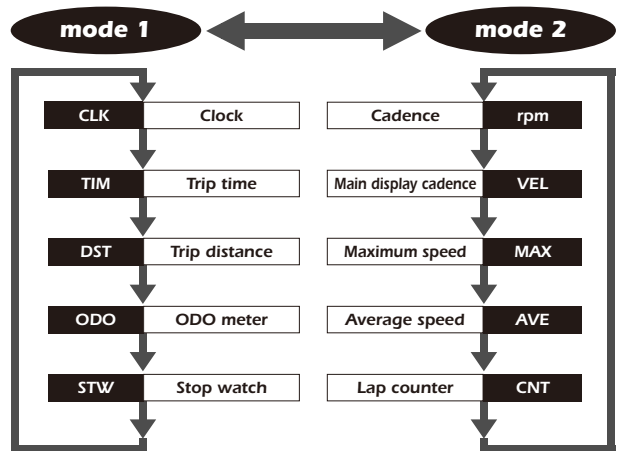 mode 1 mode 2
CLK Clock Cadence rpm
TIM Trip time Main display cadence VEL
DST Trip distance Maximum speed MAX
ODO ODO meter Average speed AVE
STW Stop watch Lap counter CNT